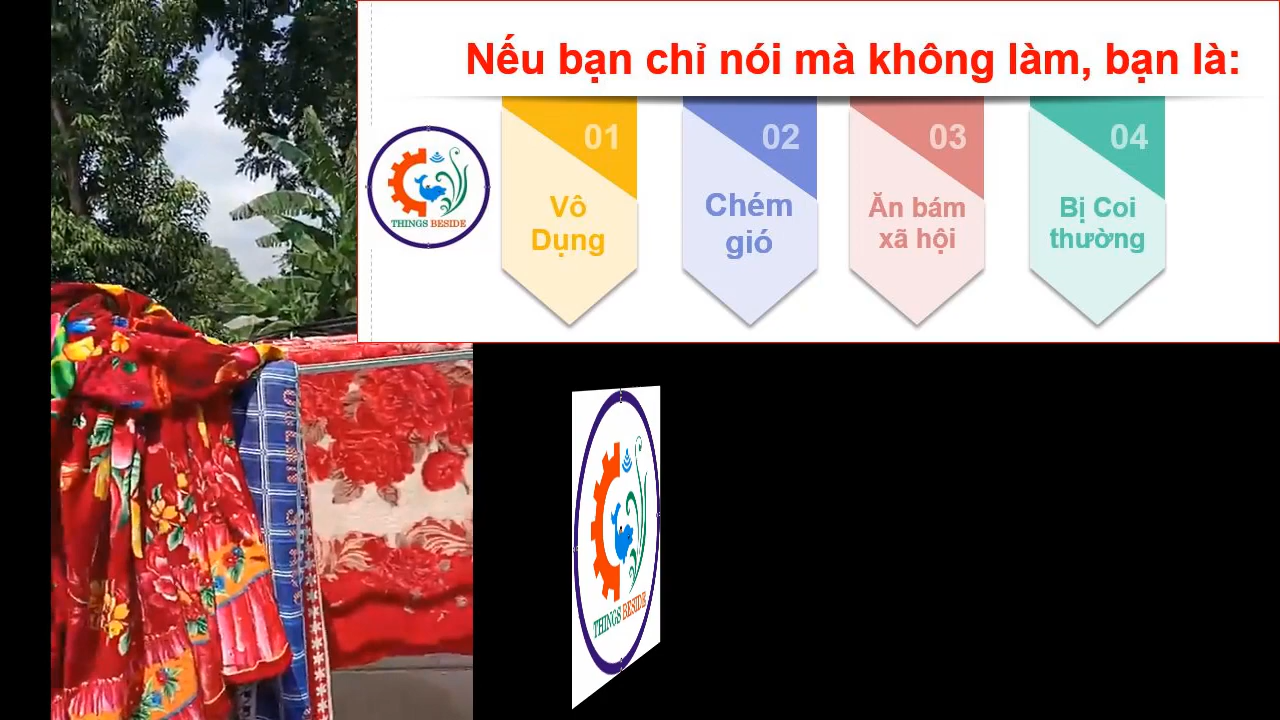 Nếu bạn chỉ nói mà không làm, bạn là:
01
Vô
Dụng
02
Chém
gió
03
Ăn bám
xã hội
04
Bị Coi
thường
THINGS BESIDE
THINGS BESIDE